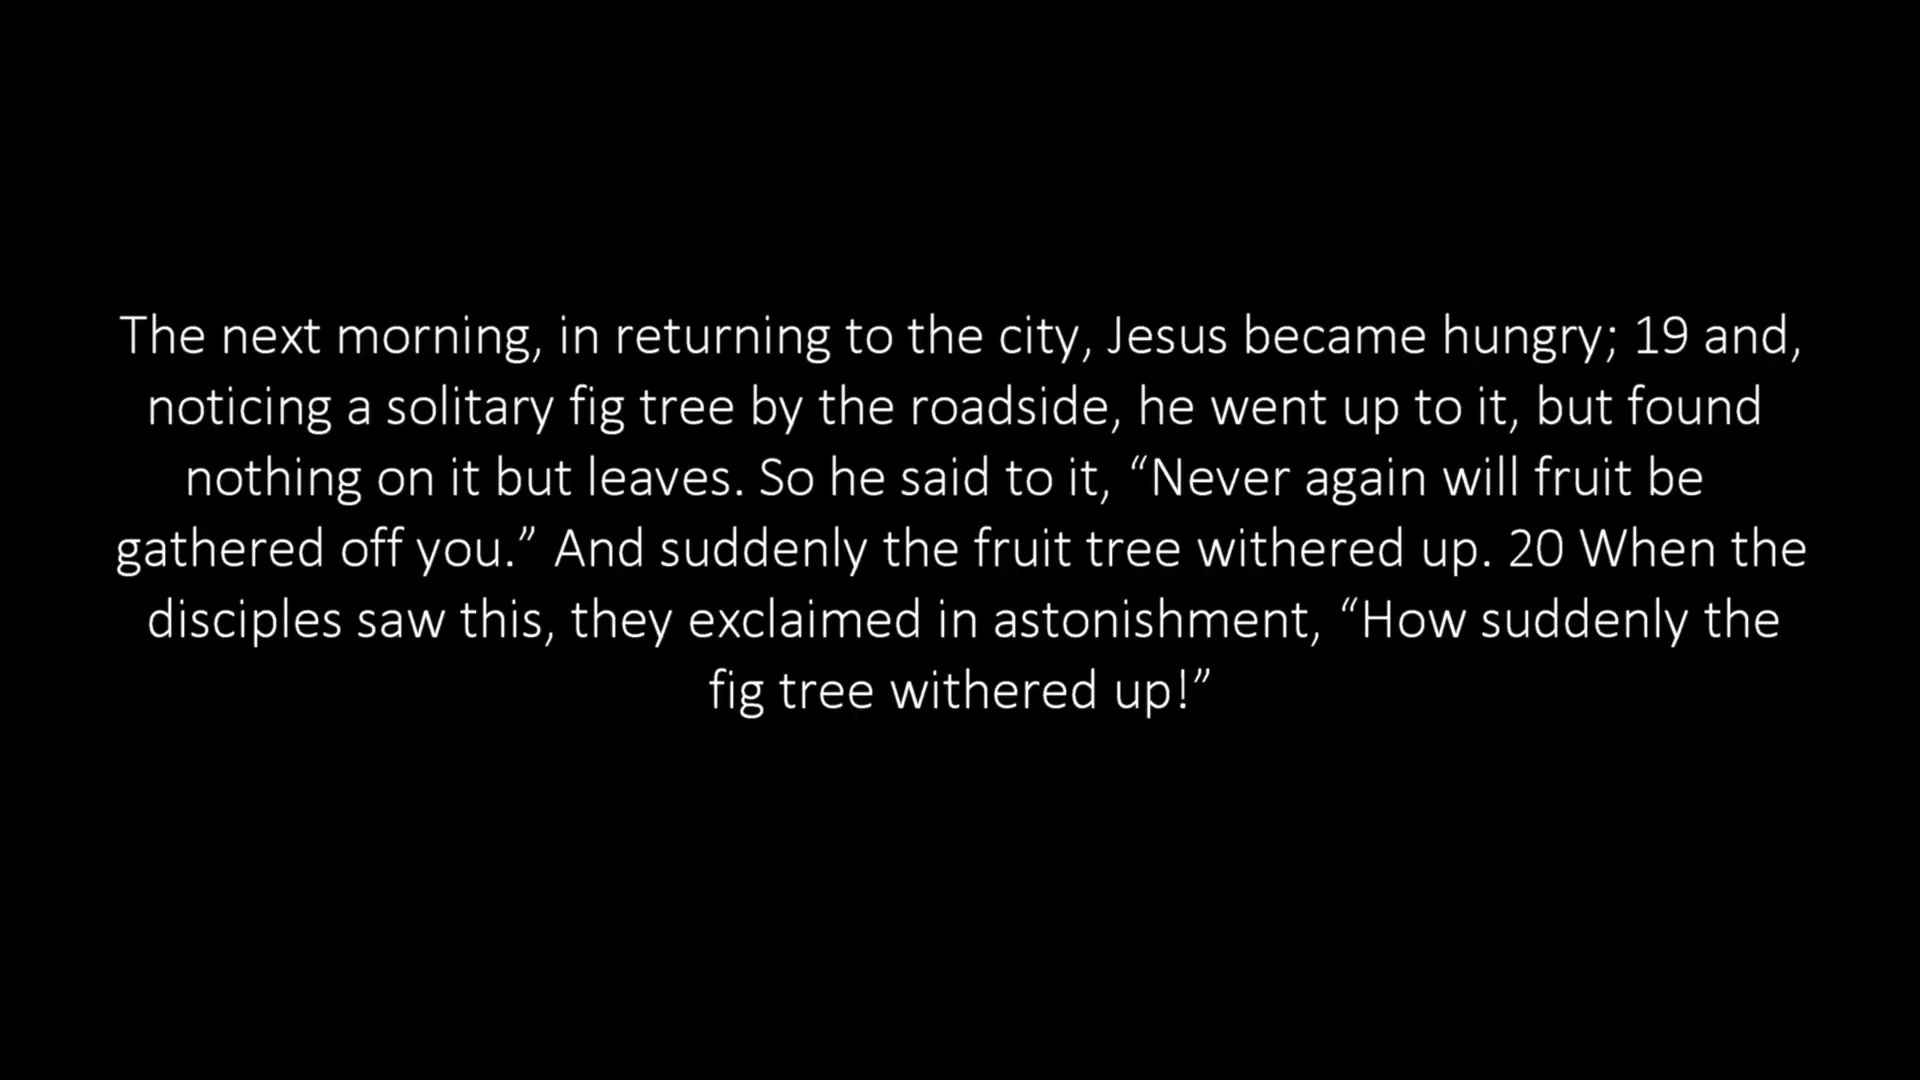 The next morning, in returning to the city, Jesus became hungry; 19 and,
noticing a solitary fig tree by the roadside, he went up to it, but found
nothing on it but leaves. So he said to it, “Never again will fruit be
gathered off you.” And suddenly the fruit tree withered up. 20 When the
disciples saw this, they exclaimed in astonishment, “How suddenly the
fig tree withered up!”